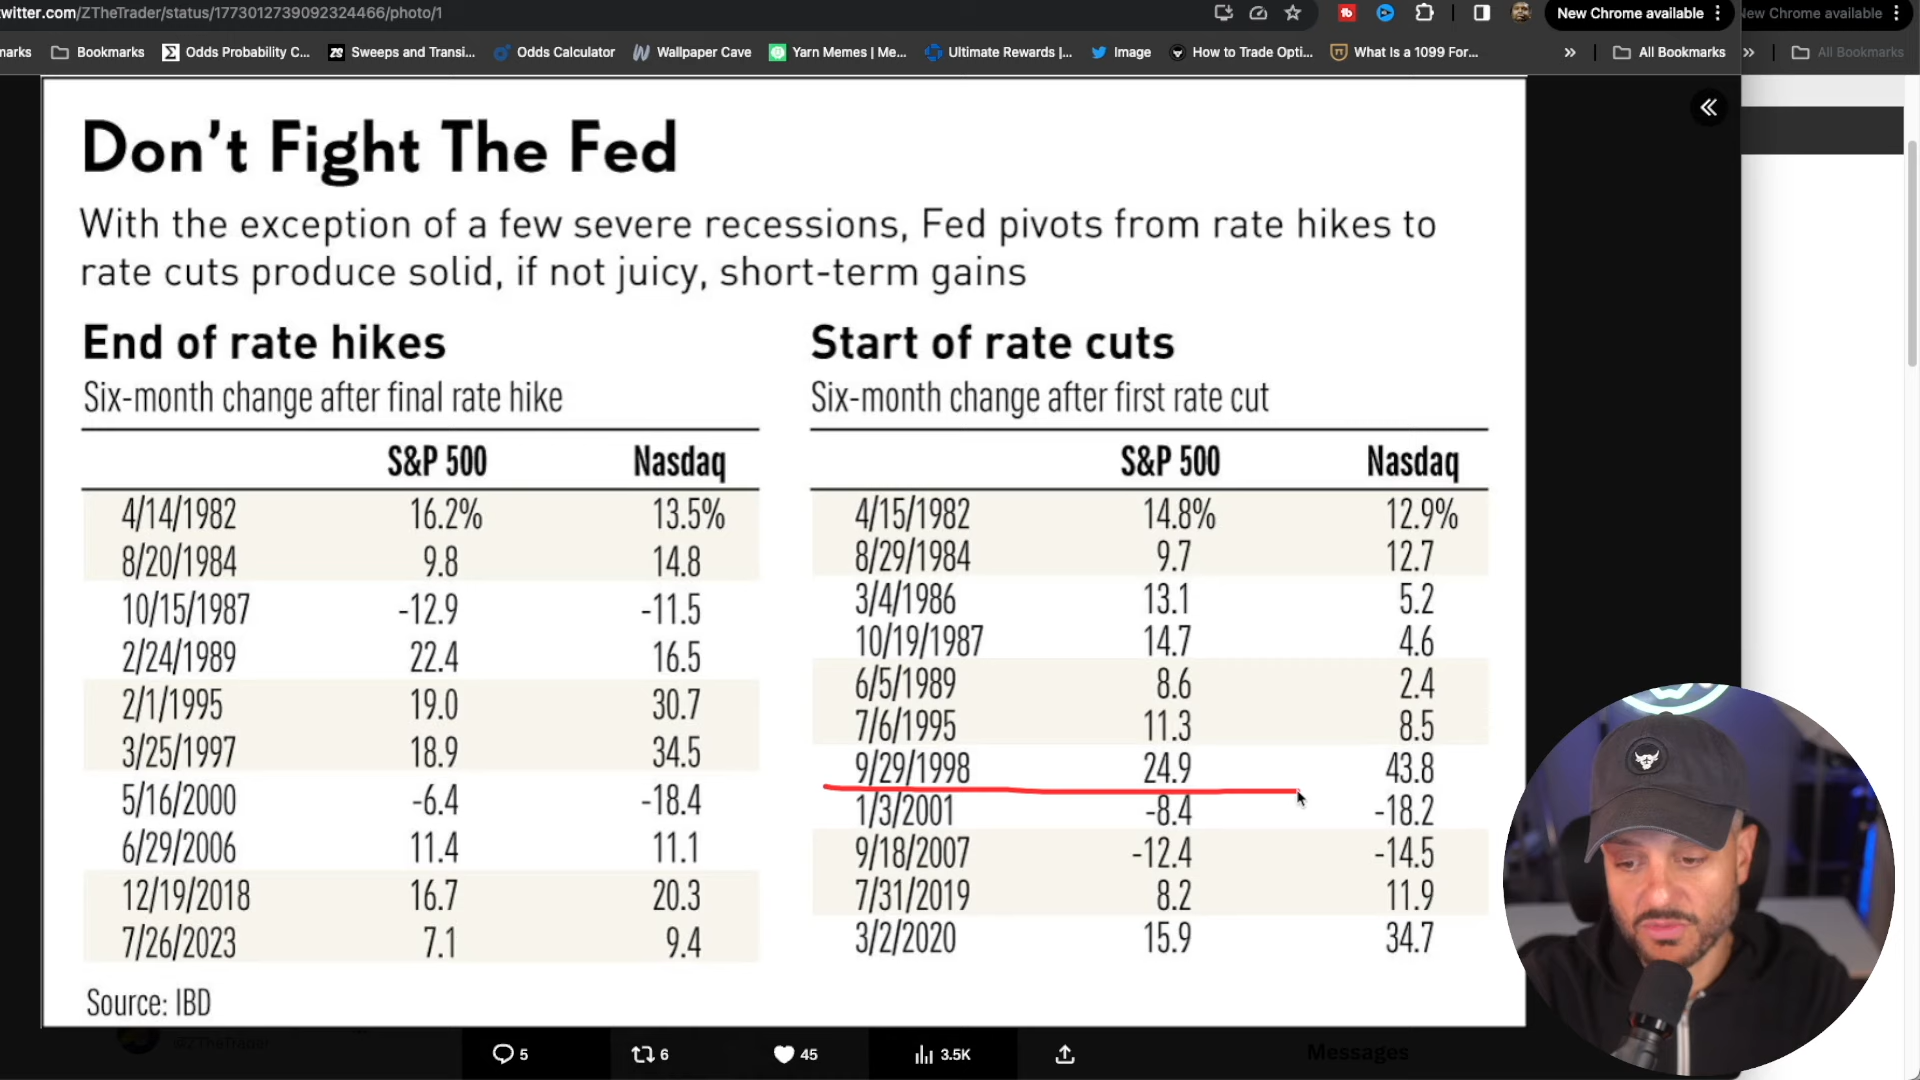 twitter.com/ZTheTrader/status/1773012739092324466/photo/1
New Chrome available
New Chrome available
marks
Bookmarks
Odds Probability C...
Sweeps and Transi...
Odds Calculator
Wallpaper Cave
Yarn Memes | Me...
Ultimate Rewards |...
Image
How to Trade Opti...
What Is a 1099 For...
»
All Bookmarks
»
All Bookmarks
Don't Fight The Fed
With the exception of a few severe recessions, Fed pivots from rate hikes to
rate cuts produce solid, if not juicy, short-term gains
End of rate hikes
Six-month change after final rate hike
S&P 500 Nasdaq
4/14/1982 16.2% 13.5%
8/20/1984 9.8 14.8
10/15/1987 -12.9 -11.5
2/24/1989 22.4 16.5
2/1/1995 19.0 30.7
3/25/1997 18.9 34.5
5/16/2000 -6.4 -18.4
6/29/2006 11.4 11.1
12/19/2018 16.7 20.3
7/26/2023 7.1 9.4
Source: IBD
Start of rate cuts
Six-month change after first rate cut
S&P 500 Nasdaq
4/15/1982 14.8% 12.9%
8/29/1984 9.7 12.7
3/4/1986 13.1 5.2
10/19/1987 14.7 4.6
6/5/1989 8.6 2.4
7/6/1995 11.3 8.5
9/29/1998 24.9 43.8
1/3/2001 -8.4 -18.2
9/18/2007 -12.4 -14.5
7/31/2019 8.2 11.9
3/2/2020 15.9 34.7
@ZTheTrader
Messages
5
6
45
3.5K